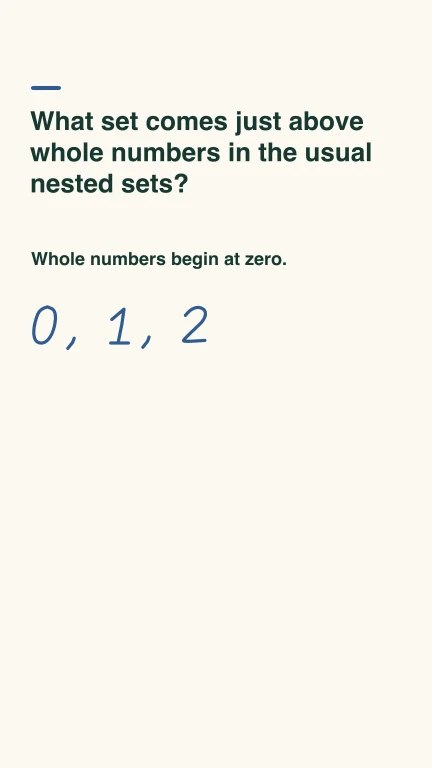 What set comes just above
whole numbers in the usual
nested sets?
Whole numbers begin at zero.
0, 1, 2